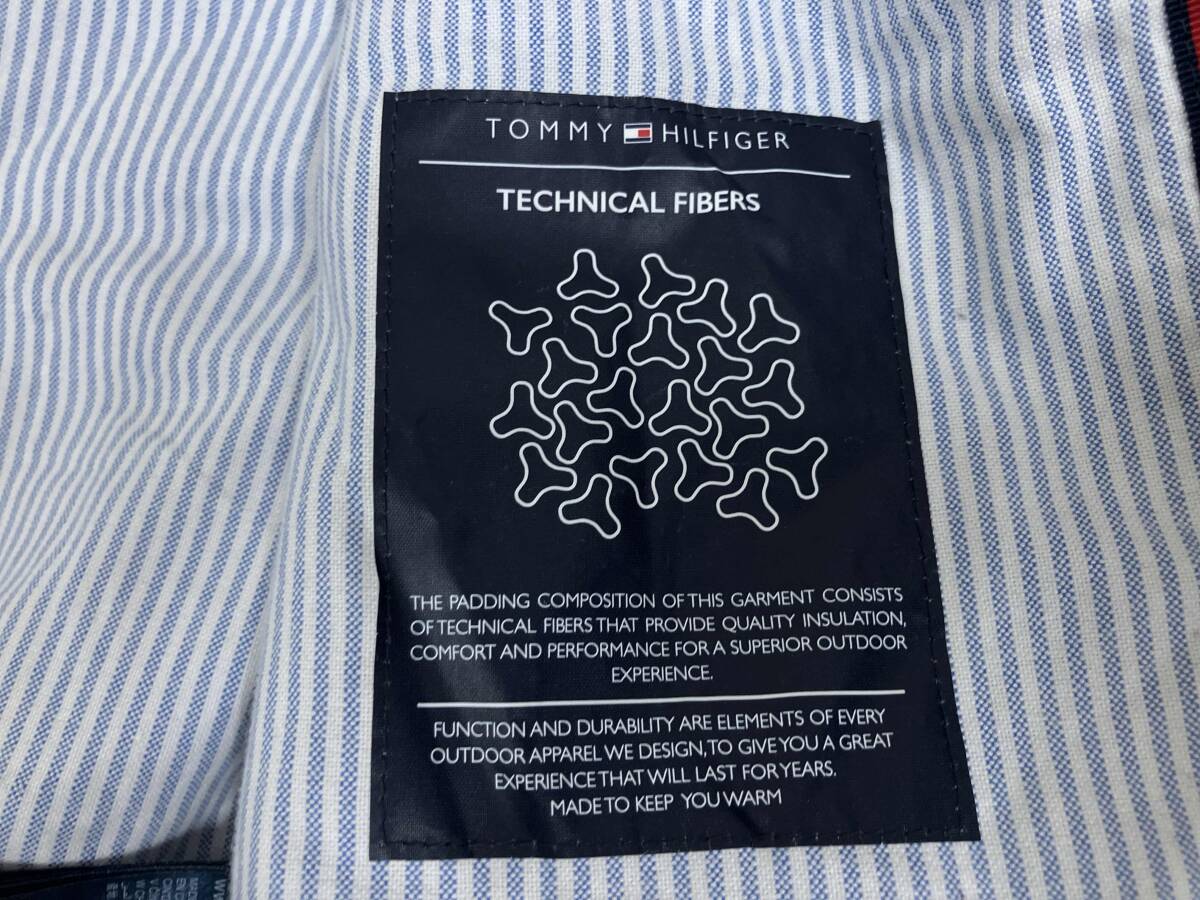 TOMMY HILFIGER
TECHNICAL FIBERS
THE PADDING COMPOSITION OF THIS GARMENT CONSISTS
OF TECHNICAL FIBERS THAT PROVIDE QUALITY INSULATION,
COMFORT AND PERFORMANCE FOR A SUPERIOR OUTDOOR
EXPERIENCE.
FUNCTION AND DURABILITY ARE ELEMENTS OF EVERY
OUTDOOR APPAREL WE DESIGN, TO GIVE YOU A GREAT
EXPERIENCE THAT WILL LAST FOR YEARS.
MADE TO KEEP YOU WARM